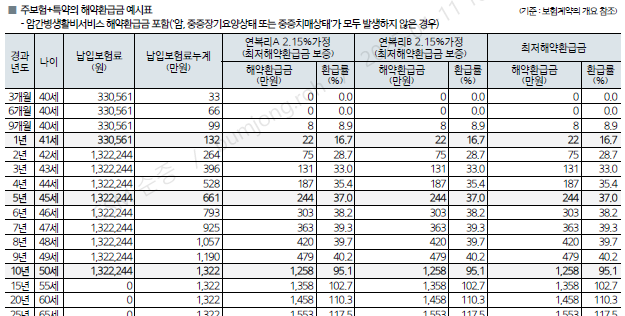 ■ 주보험+특약의 해약환급금 예시표 (기준 : 보험계약의 개요 참조)
- 암간병생활비서비스 해약환급금 포함('암, 중증장기요양상태 또는 중증치매상태'가 모두 발생하지 않은 경우)
경과년도 나이 납입보험료 (원) 납입보험료누계 (만원) 연복리A 2.15%가정 (최저해약환급금 보증) 연복리B 2.15%가정 (최저해약환급금 보증) 최저해약환급금
해약환급금 (만원) 환급률 (%) 해약환급금 (만원) 환급률 (%) 해약환급금 (만원) 환급률 (%)
3개월 40세 330,561 33 0 0.0 0 0.0 0 0.0
6개월 40세 330,561 66 0 0.0 0 0.0 0 0.0
9개월 40세 330,561 99 8 8.9 8 8.9 8 8.9
1년 41세 330,561 132 22 16.7 22 16.7 22 16.7
2년 42세 1,322,244 264 75 28.7 75 28.7 75 28.7
3년 43세 1,322,244 396 131 33.0 131 33.0 131 33.0
4년 44세 1,322,244 528 187 35.4 187 35.4 187 35.4
5년 45세 1,322,244 661 244 37.0 244 37.0 244 37.0
6년 46세 1,322,244 793 303 38.2 303 38.2 303 38.2
7년 47세 1,322,244 925 363 39.3 363 39.3 363 39.3
8년 48세 1,322,244 1,057 420 39.7 420 39.7 420 39.7
9년 49세 1,322,244 1,190 479 40.2 479 40.2 479 40.2
10년 50세 1,322,244 1,322 1,258 95.1 1,258 95.1 1,258 95.1
15년 55세 0 1,322 1,358 102.7 1,358 102.7 1,358 102.7
20년 60세 0 1,322 1,458 110.3 1,458 110.3 1,458 110.3
25년 65세 0 1,322 1,553 117.5 1,553 117.5 1,553 117.5